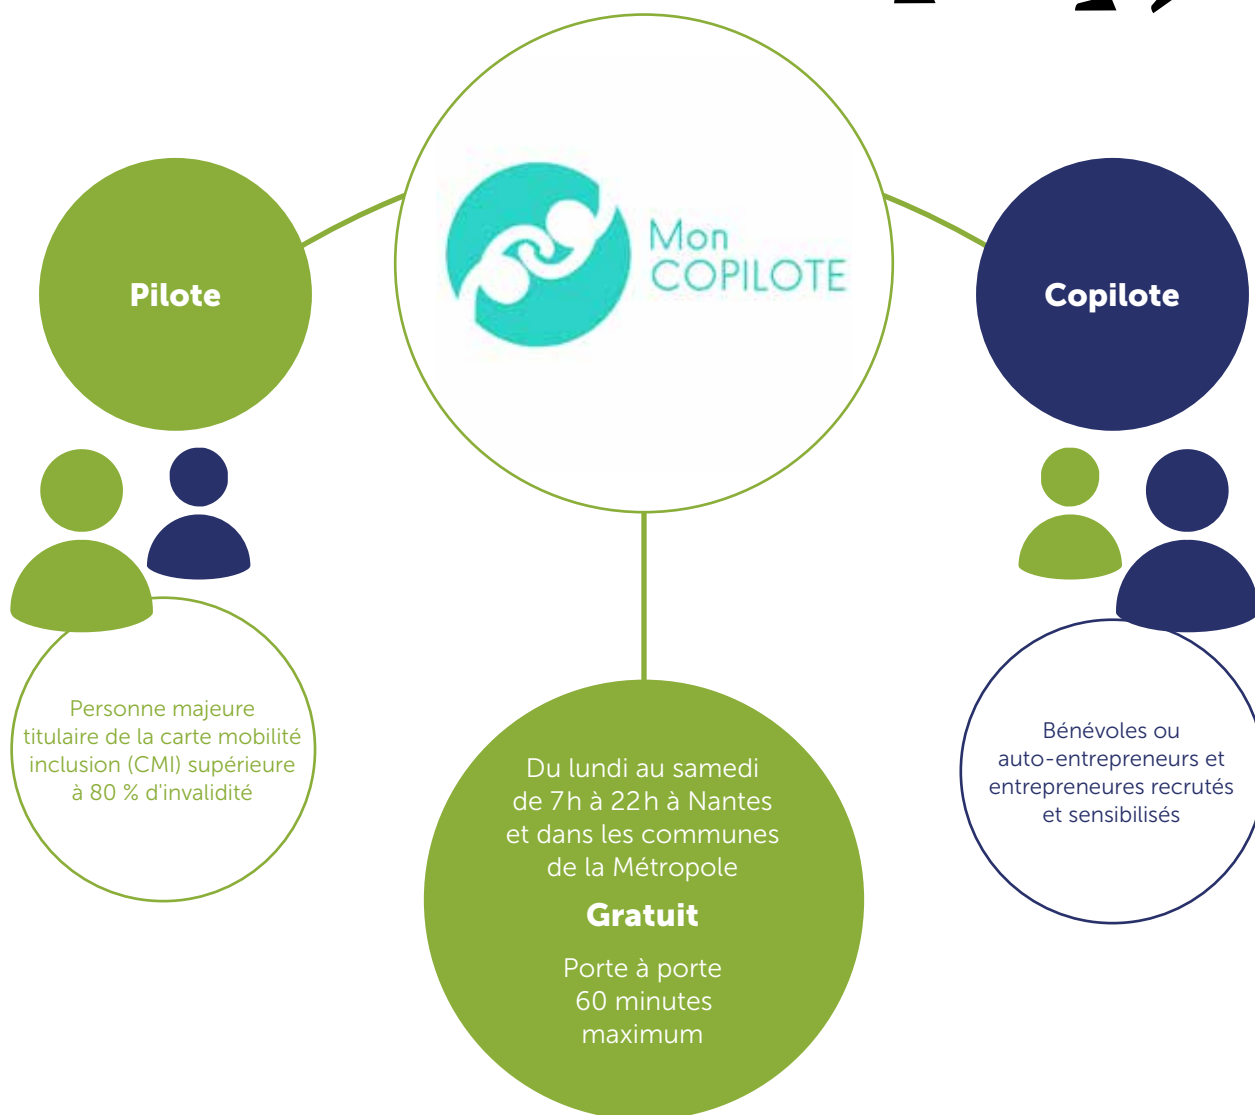 Mon
COPILOTE
Pilote
Copilote
Personne majeure
titulaire de la carte mobilité
inclusion (CMI) supérieure
à 80 % d'invalidité
Du lundi au samedi
de 7h à 22h à Nantes
et dans les communes
de la Métropole
Gratuit
Porte à porte
60 minutes
maximum
Bénévoles ou
auto-entrepreneurs et
entrepreneures recrutés
et sensibilisés